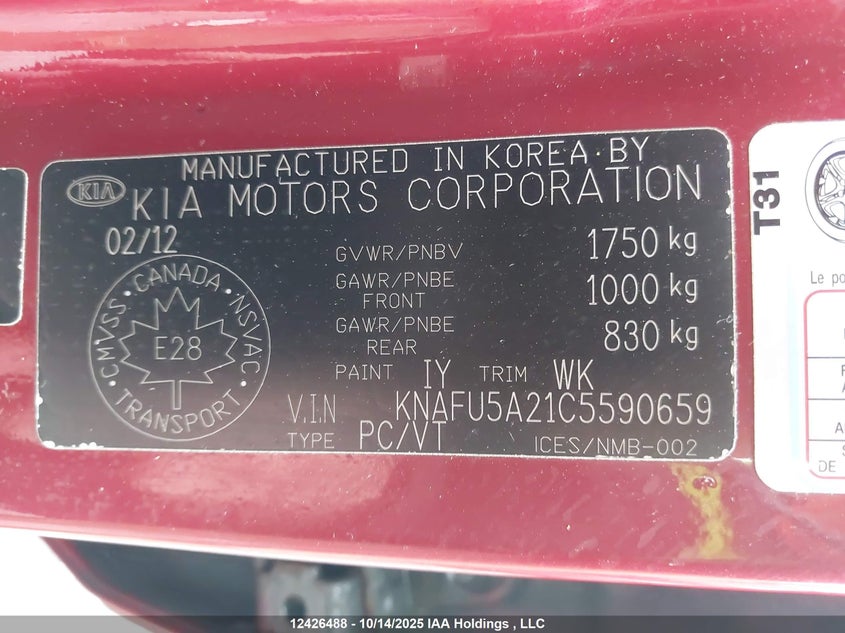 MANUFACTURED IN KOREA·BY
KIA
KIA MOTORS CORPORATION
02/12
GVWR/PNBV 1750 kg
GAWR/PNBE FRONT 1000 kg
GAWR/PNBE REAR 830 kg
CMVSS · CANADA · NSVAC · TRANSPORT ·
E28
PAINT IY TRIM WK
V.I.N KNAFU5A21C5590659
TYPE PC/VT ICES/NMB-002
T31
Le po
DE
12426488 - 10/14/2025 IAA Holdings , LLC